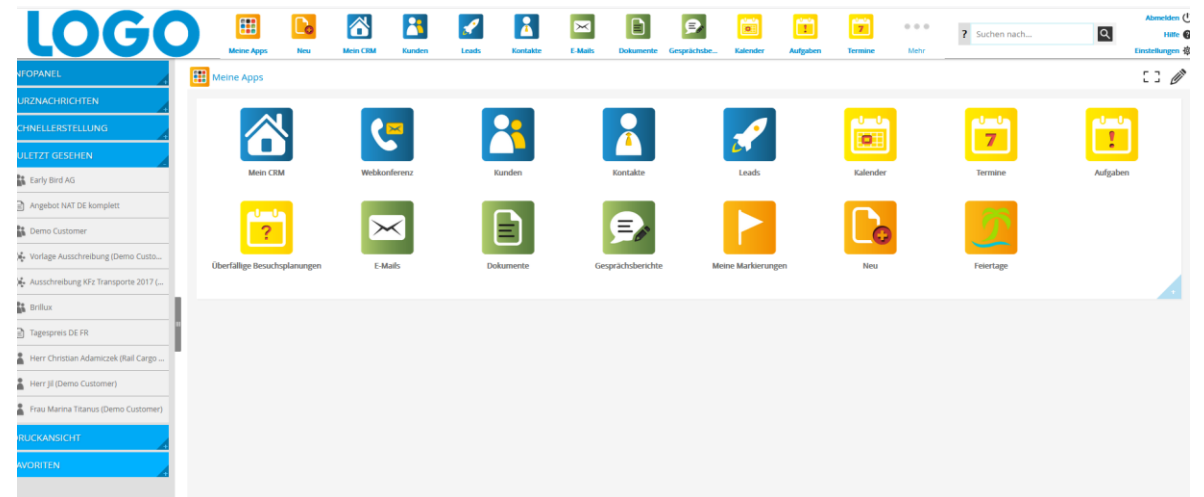 LOGO
Meine Apps
Neu
Mein CRM
Kunden
Leads
Kontakte
E-Mails
Dokumente
Gesprächsbe...
Kalender
Aufgaben
Termine
Mehr
? Suchen nach...
Abmelden
Hilfe
Einstellungen
NFOPANEL
URZNACHRICHTEN
CHNELLERSTELLUNG
ULETZT GESEHEN
Early Bird AG
Angebot NAT DE komplett
Demo Customer
Vorlage Ausschreibung (Demo Custo...
Ausschreibung KFz Transporte 2017 (...
Brillux
Tagespreis DE FR
Herr Christian Adamiczek (Rail Cargo ...
Herr Jil (Demo Customer)
Frau Marina Titanus (Demo Customer)
RUCKANSICHT
AVORITEN
Meine Apps
Mein CRM
Webkonferenz
Kunden
Kontakte
Leads
Kalender
7
Termine
!
Aufgaben
?
Überfällige Besuchsplanungen
E-Mails
Dokumente
Gesprächsberichte
Meine Markierungen
Neu
Feiertage